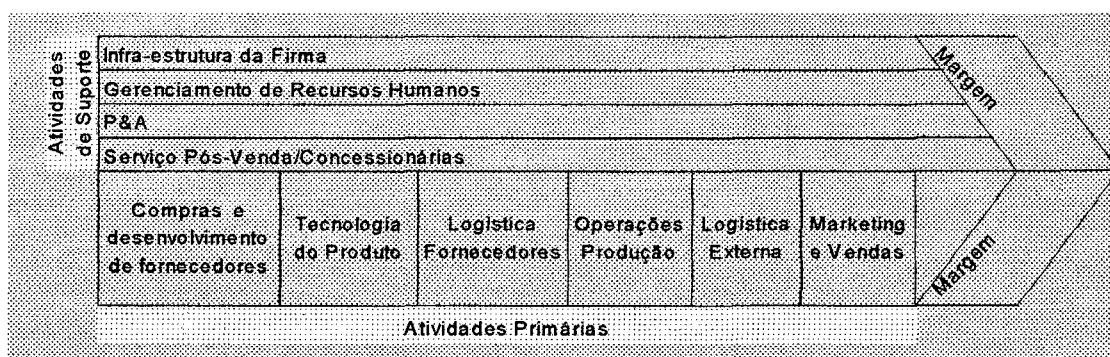 Atividades
de Suporte
Infra-estrutura da Firma
Gerenciamento de Recursos Humanos
P&A
Serviço Pós-Venda/Concessionárias
Margem
Compras e
desenvolvimento
de fornecedores
Tecnologia
do Produto
Logística
Fornecedores
Operações
Produção
Logística
Externa
Marketing
e Vendas
Margem
Atividades Primárias